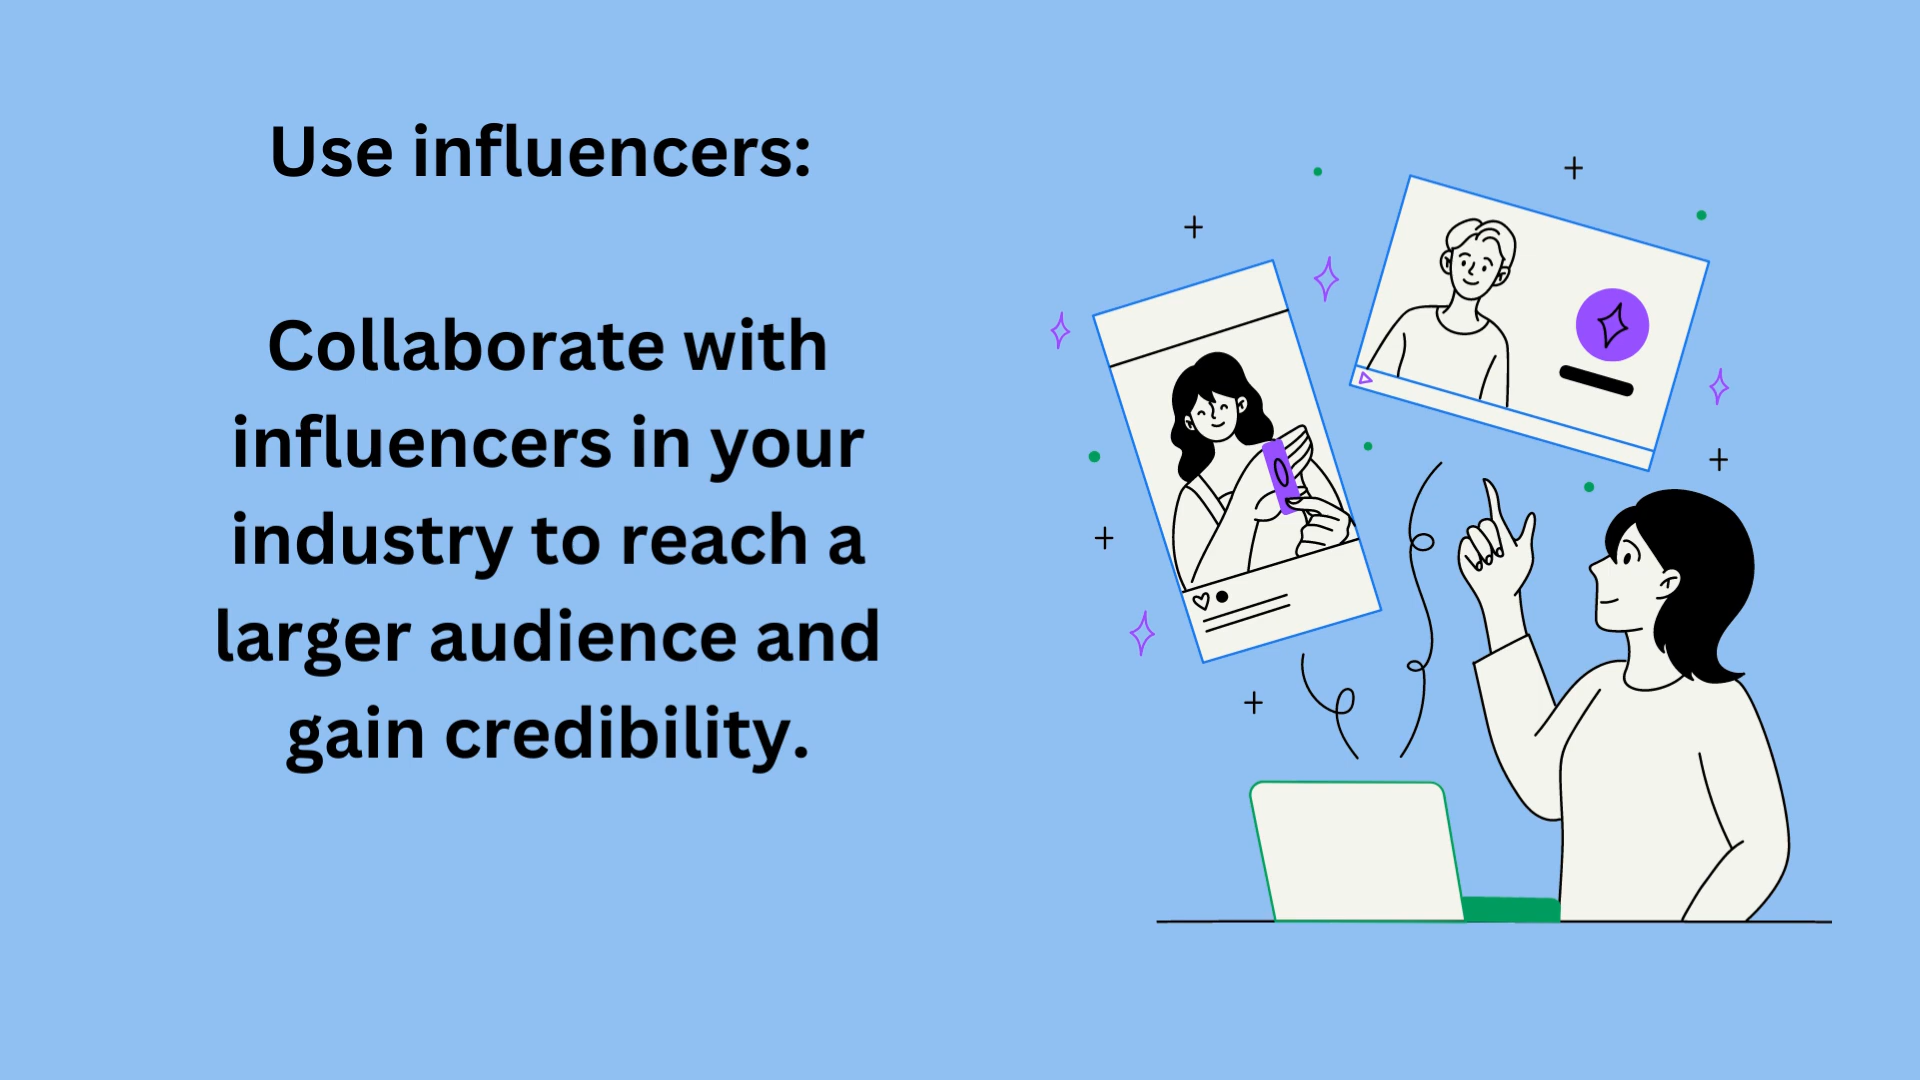 Use influencers:
Collaborate with
influencers in your
industry to reach a
larger audience and
gain credibility.